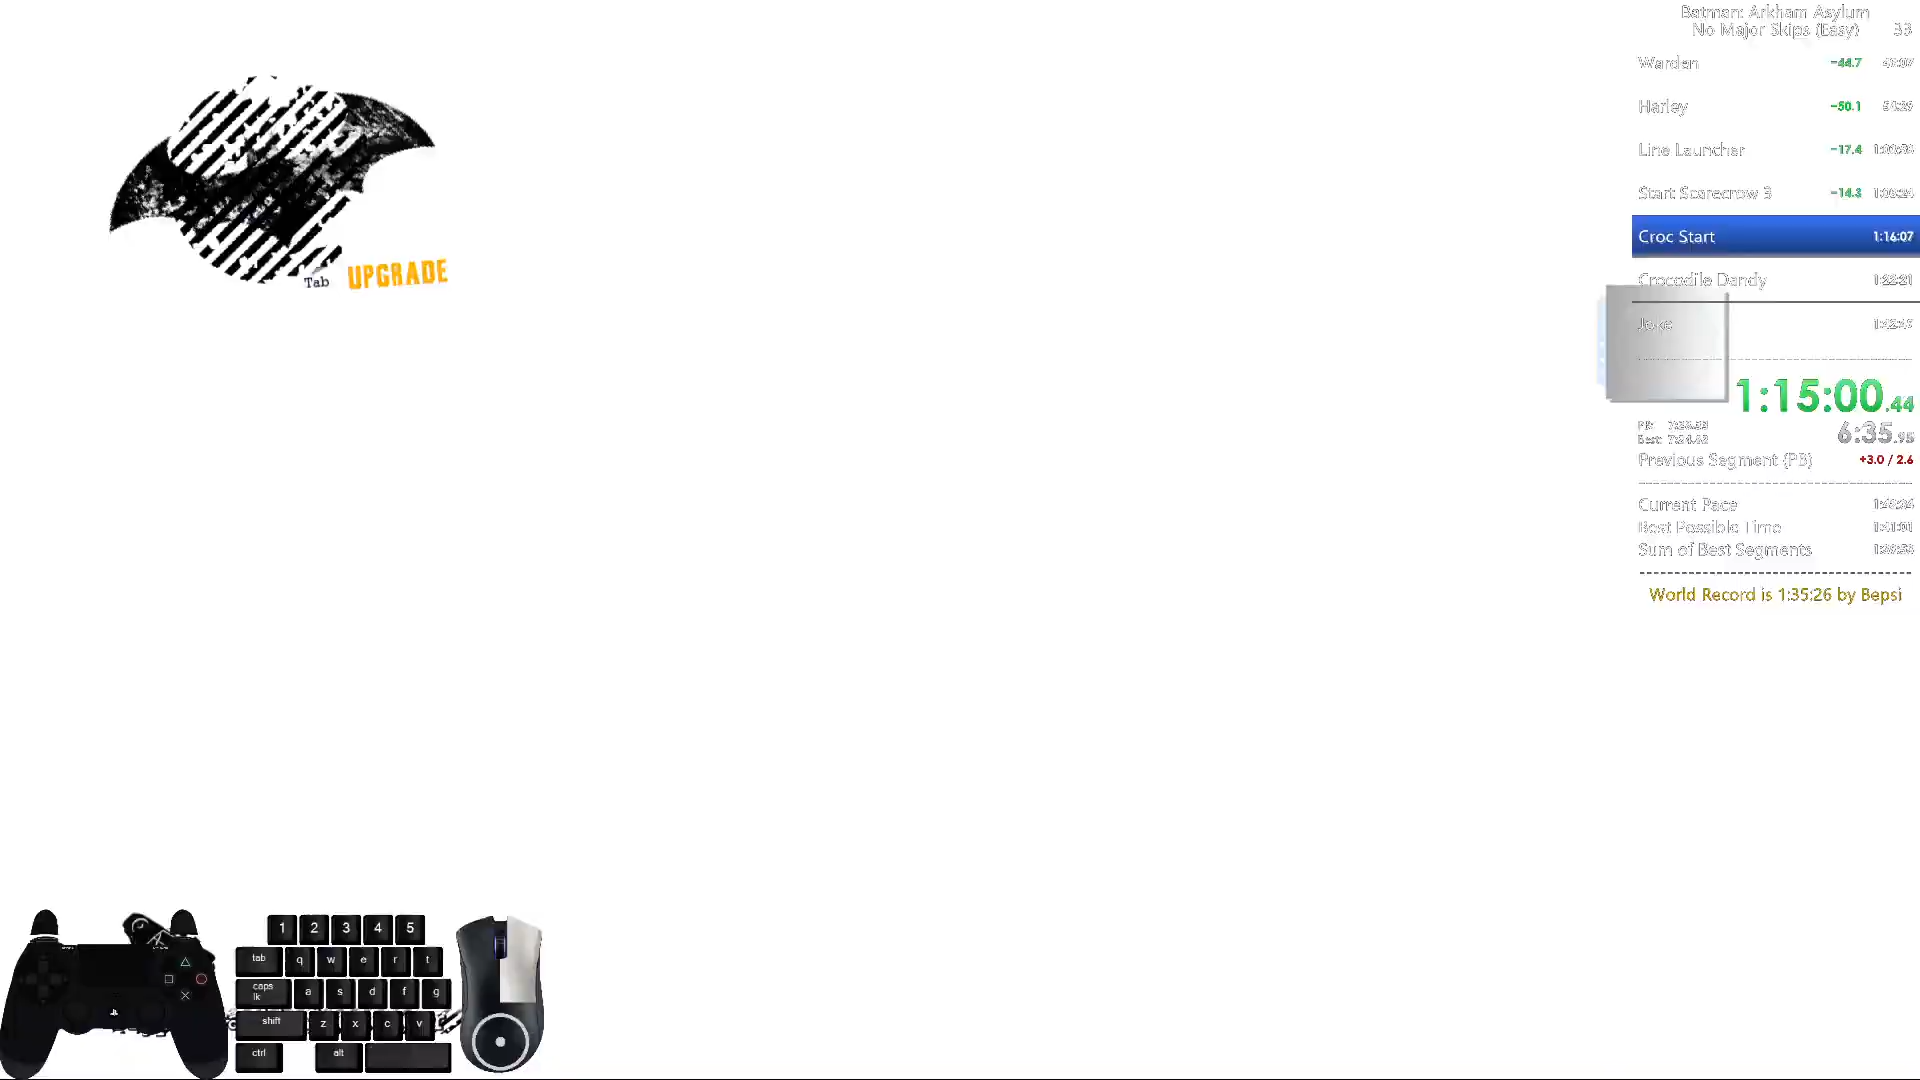 Batman: Arkham Asylum
No Major Skips (Easy) 33
Warden -44.7
Harley -50.1
Line Launcher -17.4
Start Scarecrow 3 -14.3
Croc Start 1:16:07
Crocodile Dandy
Tab UPGRADE
1:15:00.44
6:35.95
Previous Segment (PB) +3.0 / 2.6
Current Pace
Best Possible Time
Sum of Best Segments
World Record is 1:35:26 by Bepsi
1 2 3 4 5
tab q w e r t
caps lk a s d f g
shift z x c v
ctrl alt